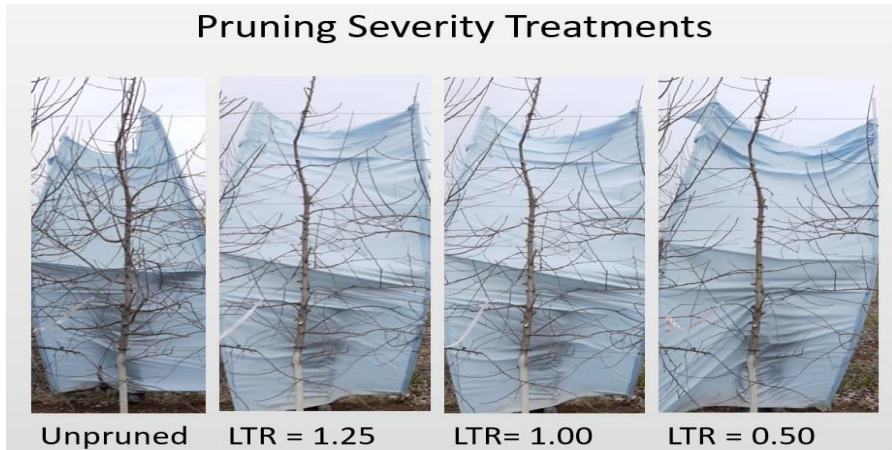 Pruning Severity Treatments
Unpruned
LTR = 1.25
LTR= 1.00
LTR = 0.50